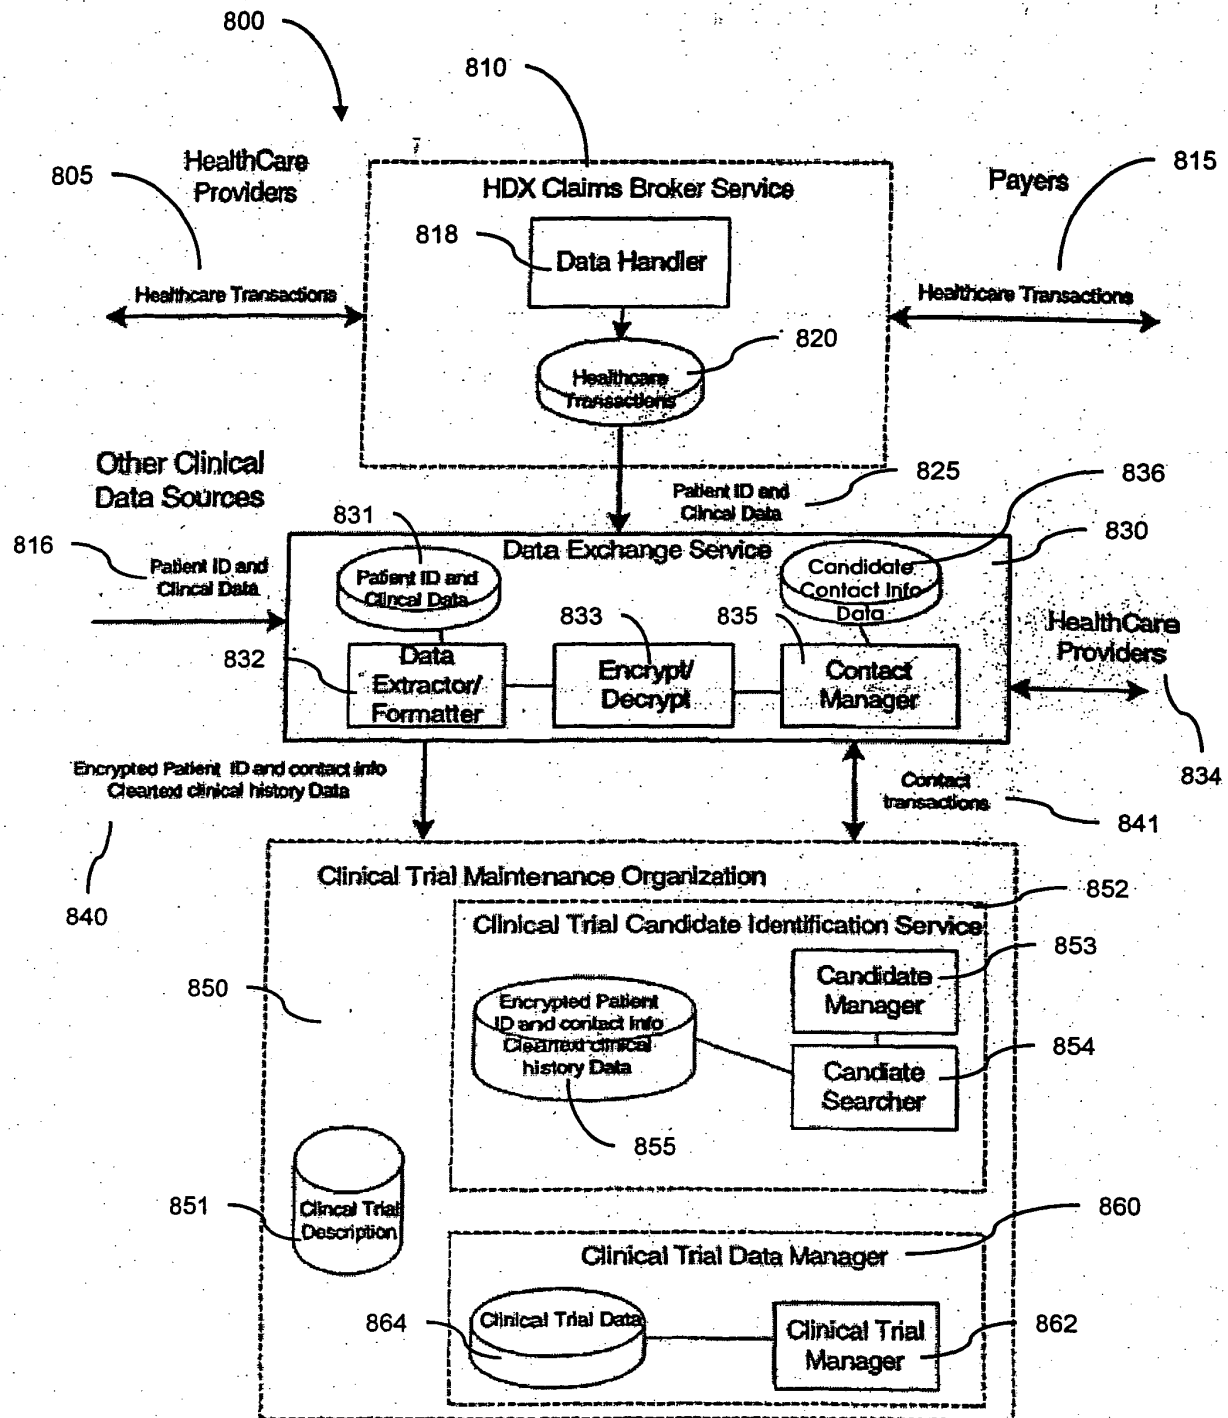 800
810
HealthCare
Providers
805
HDX Claims Broker Service
Payers
815
818
Data Handler
Healthcare Transactions
Healthcare Transactions
820
Healthcare
Transactions
Other Clinical
Data Sources
825
836
Patient ID and
Clincal Data
831
816
830
Data Exchange Service
Patient ID and
Clincal Data
Patient ID and
Clincal Data
Candidate
Contact Info
Data
833
835
HealthCare
Providers
832
Data
Extractor/
Formatter
Encrypt/
Decrypt
Contact
Manager
834
Encrypted Patient ID and contact info
Cleartext clinical history Data
Contact
transactions
841
840
Clinical Trial Maintenance Organization
852
Clinical Trial Candidate Identification Service
853
Candidate
Manager
850
Encrypted Patient
ID and contact info
Cleartext clinical
history Data
854
Candiate
Searcher
855
851
Clincal Trial
Description
860
Clinical Trial Data Manager
864
Clinical Trial Data
Clinical Trial
Manager
862